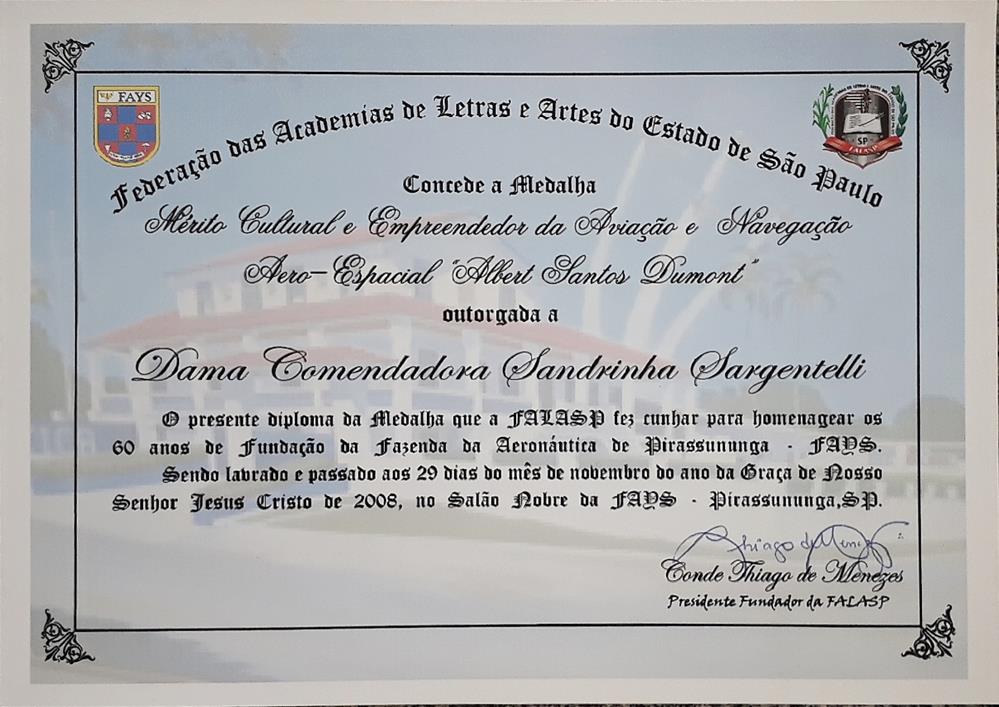 FAYS
Federação das Academias de Letras e Artes do Estado de São Paulo
SP
FALASP
Concede a Medalha
Mérito Cultural e Empreendedor da Aviação e Navegação
Aero-Espacial "Albert Santos Dumont"
outorgada a
Dama Comendadora Sandrinha Sargentelli
O presente diploma da Medalha que a FALASP fez cunhar para homenagear os
60 anos de Fundação da Fazenda da Aeronáutica de Pirassununga - FAYS.
Sendo labrado e passado aos 29 dias do mês de novembro do ano da Graça de Nosso
Senhor Jesus Cristo de 2008, no Salão Nobre da FAYS - Pirassununga,SP.
Thiago de Menezes
Conde Thiago de Menezes
Presidente Fundador da FALASP